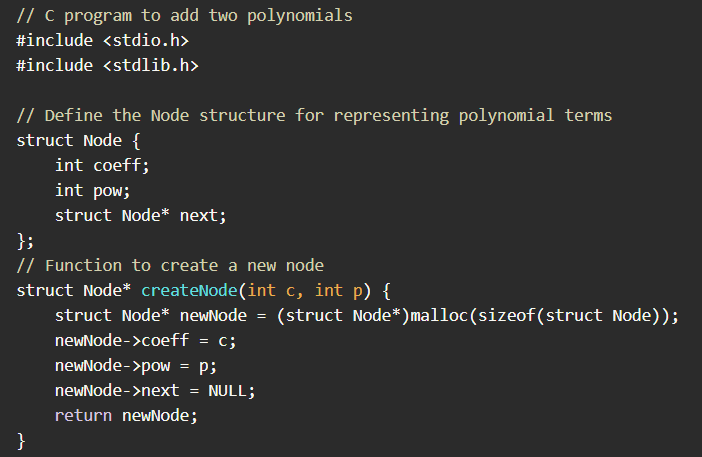 // C program to add two polynomials
#include <stdio.h>
#include <stdlib.h>

// Define the Node structure for representing polynomial terms
struct Node {
    int coeff;
    int pow;
    struct Node* next;
};
// Function to create a new node
struct Node* createNode(int c, int p) {
    struct Node* newNode = (struct Node*)malloc(sizeof(struct Node));
    newNode->coeff = c;
    newNode->pow = p;
    newNode->next = NULL;
    return newNode;
}